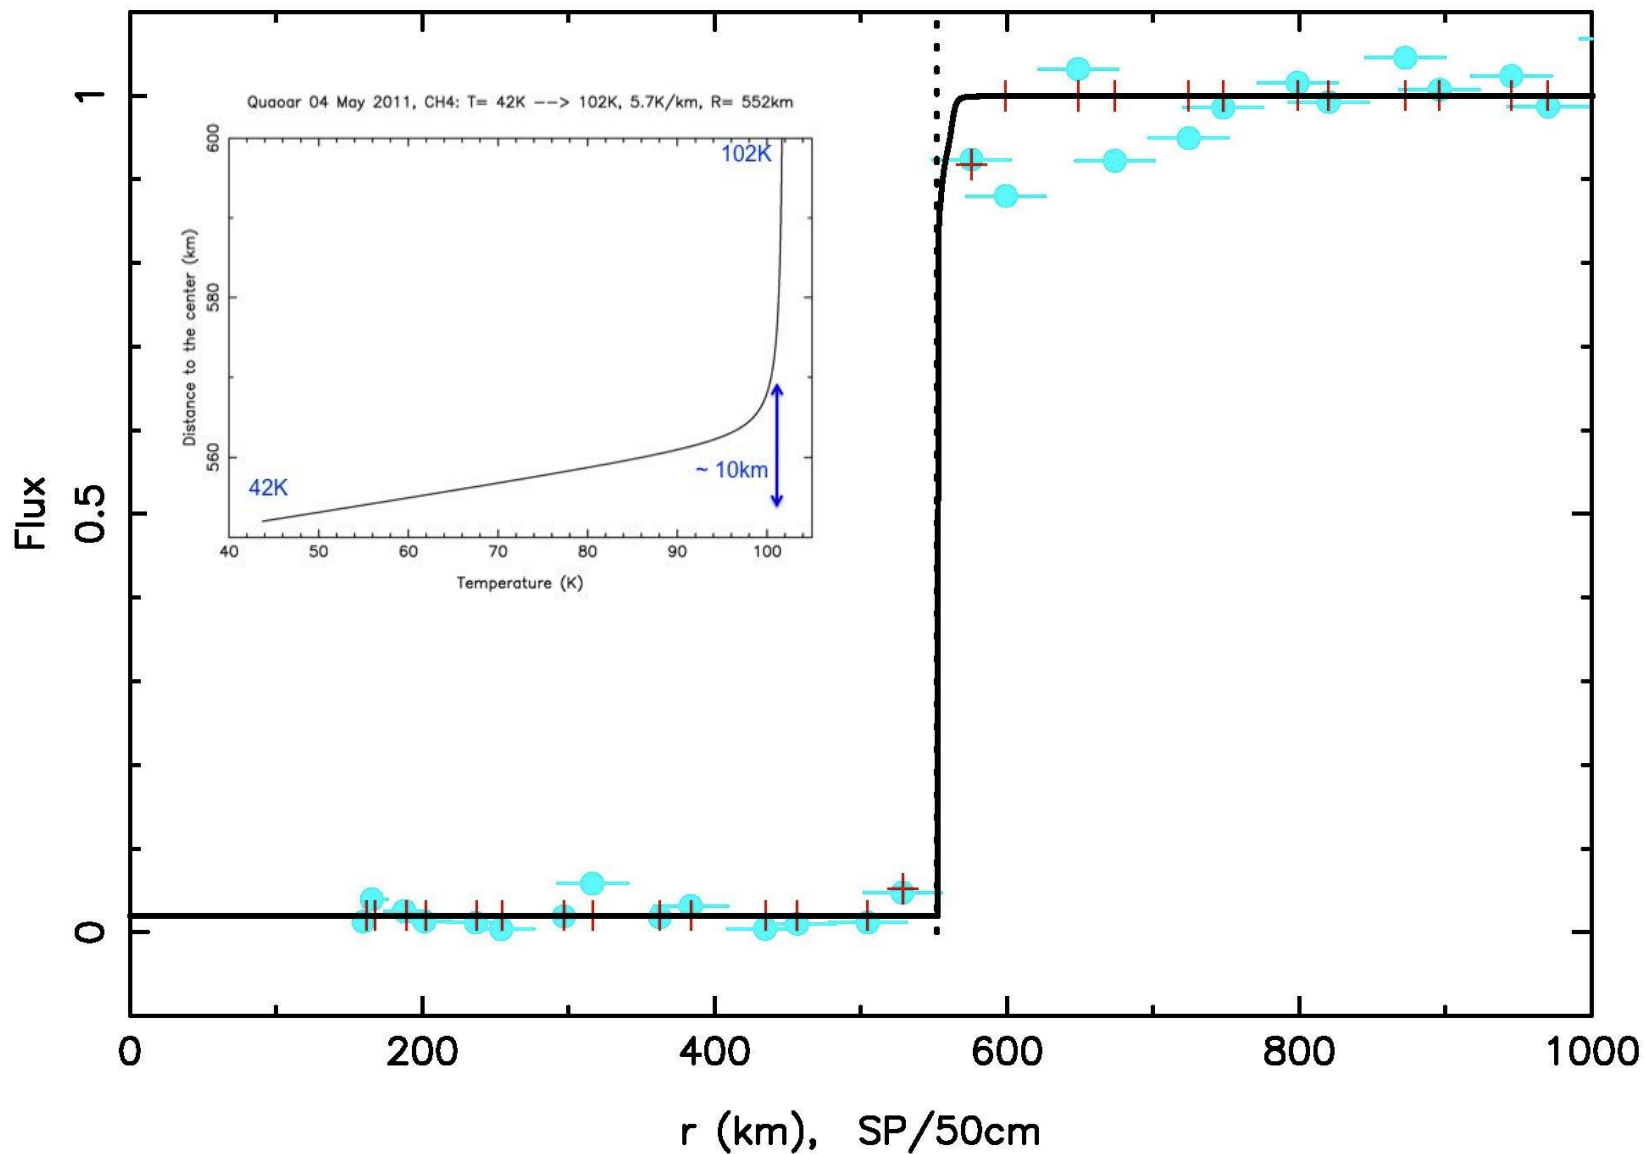 Quaoar 04 May 2011, CH4: T= 42K --> 102K, 5.7K/km, R= 552km
600
580
560
Distance to the center (km)
102K
~ 10km
42K
40 50 60 70 80 90 100
Temperature (K)
1
0.5
0
Flux
0 200 400 600 800 1000
r (km), SP/50cm